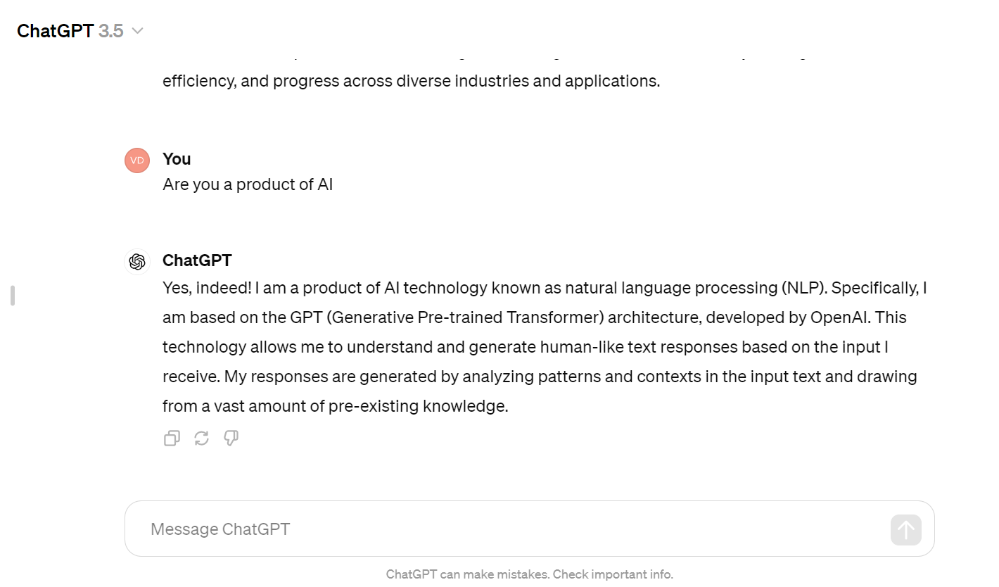 ChatGPT 3.5
efficiency, and progress across diverse industries and applications.
VD
You
Are you a product of AI
ChatGPT
Yes, indeed! I am a product of AI technology known as natural language processing (NLP). Specifically, I
am based on the GPT (Generative Pre-trained Transformer) architecture, developed by OpenAI. This
technology allows me to understand and generate human-like text responses based on the input I
receive. My responses are generated by analyzing patterns and contexts in the input text and drawing
from a vast amount of pre-existing knowledge.
Message ChatGPT
ChatGPT can make mistakes. Check important info.